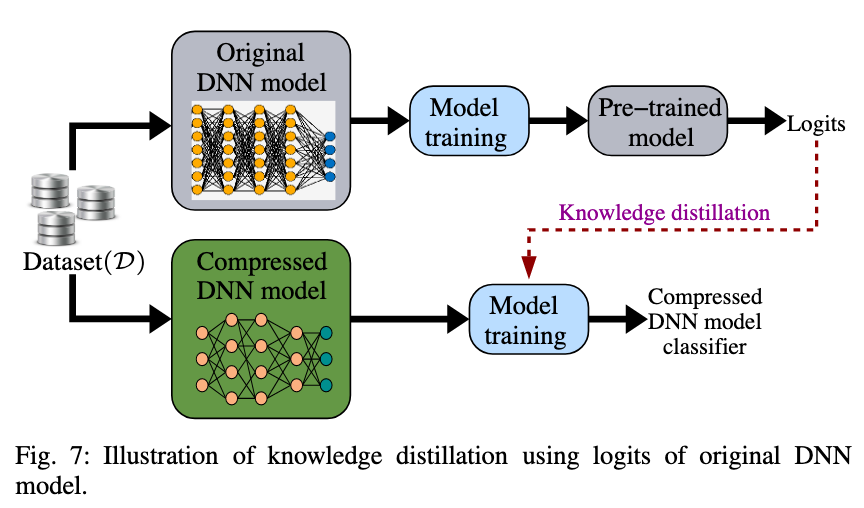 Original
DNN model
Model
training
Pre-trained
model
Logits
Knowledge distillation
Dataset(𝒟)
Compressed
DNN model
Model
training
Compressed
DNN model
classifier
Fig. 7: Illustration of knowledge distillation using logits of original DNN
model.